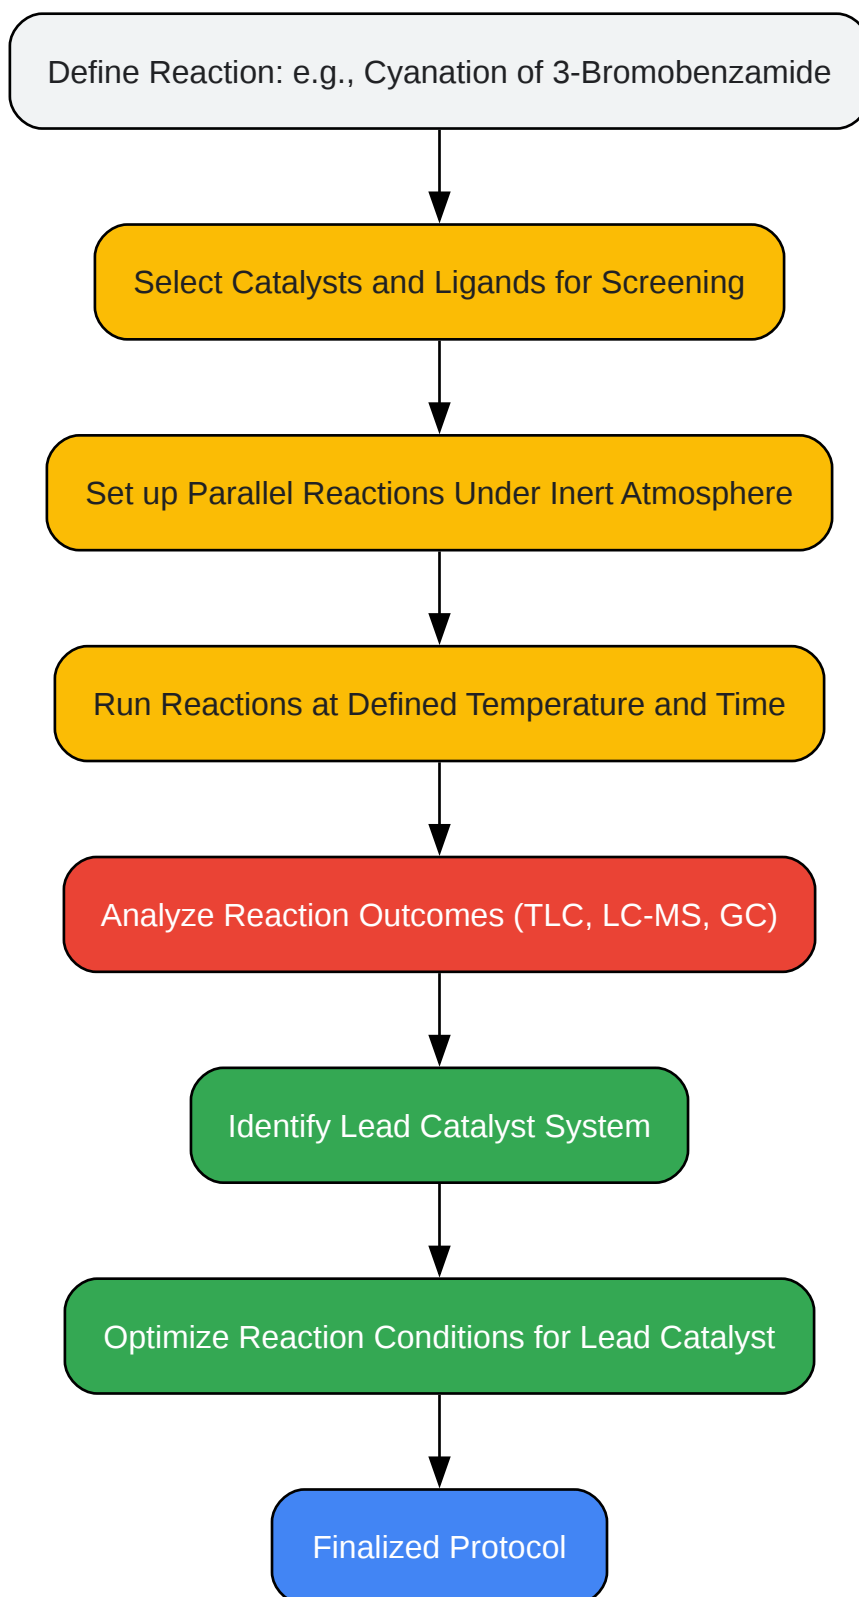 Define Reaction: e.g., Cyanation of 3-Bromobenzamide
Select Catalysts and Ligands for Screening
Set up Parallel Reactions Under Inert Atmosphere
Run Reactions at Defined Temperature and Time
Analyze Reaction Outcomes (TLC, LC-MS, GC)
Identify Lead Catalyst System
Optimize Reaction Conditions for Lead Catalyst
Finalized Protocol